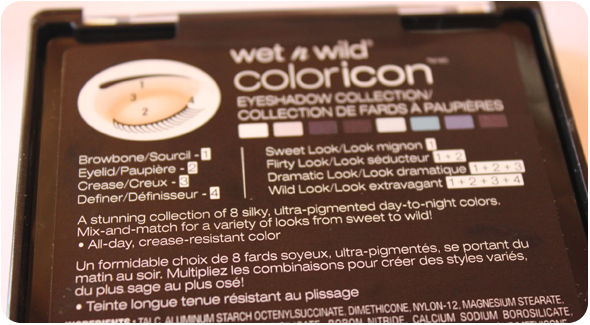 wet n wild®
coloricon
EYESHADOW COLLECTION/
COLLECTION DE FARDS À PAUPIÈRES
1
3
2
4
Browbone/Sourcil - 1
Eyelid/Paupière - 2
Crease/Creux - 3
Definer/Définisseur - 4
Sweet Look/Look mignon 1
Flirty Look/Look séducteur 1 + 2
Dramatic Look/Look dramatique 1 + 2 + 3
Wild Look/Look extravagant 1 + 2 + 3 + 4
A stunning collection of 8 silky, ultra-pigmented day-to-night colors.
Mix-and-match for a variety of looks from sweet to wild!
• All-day, crease-resistant color
Un formidable choix de 8 fards soyeux, ultra-pigmentés, se portant du
matin au soir. Multipliez les combinaisons pour créer des styles variés,
du plus sage au plus osé!
• Teinte longue tenue résistant au plissage
INGREDIENTS: TALC, ALUMINUM STARCH OCTENYLSUCCINATE, DIMETHICONE, NYLON-12, MAGNESIUM STEARATE,
BORON NITRIDE, CALCIUM SODIUM BOROSILICATE,